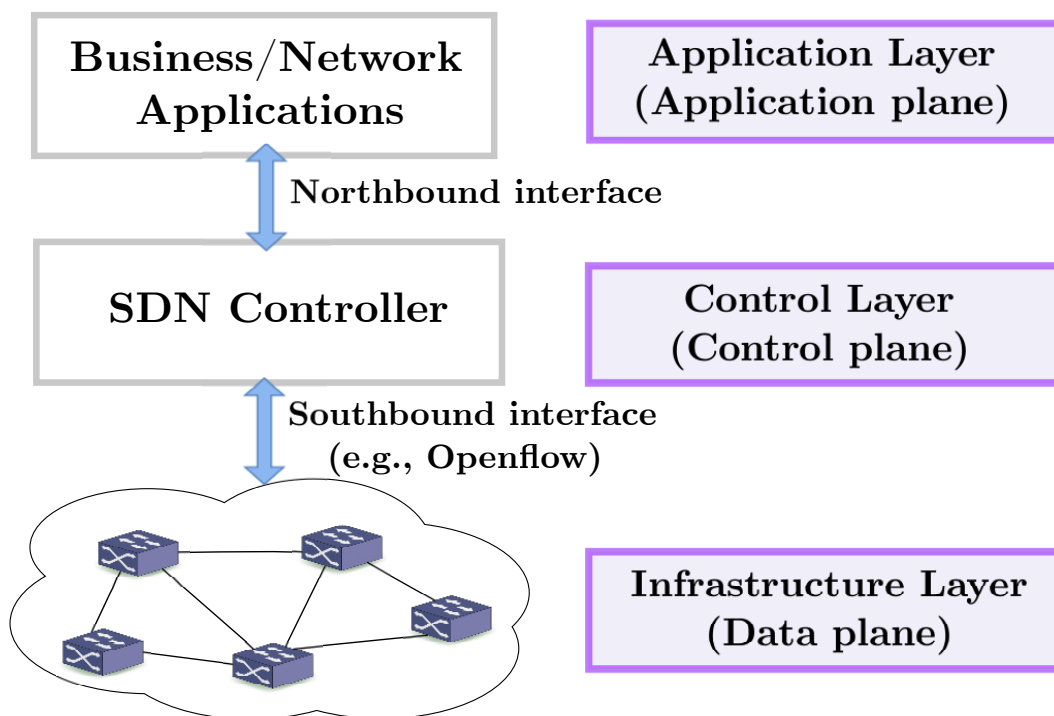 Business/Network
Applications
Application Layer
(Application plane)
Northbound interface
SDN Controller
Control Layer
(Control plane)
Southbound interface
(e.g., Openflow)
Infrastructure Layer
(Data plane)